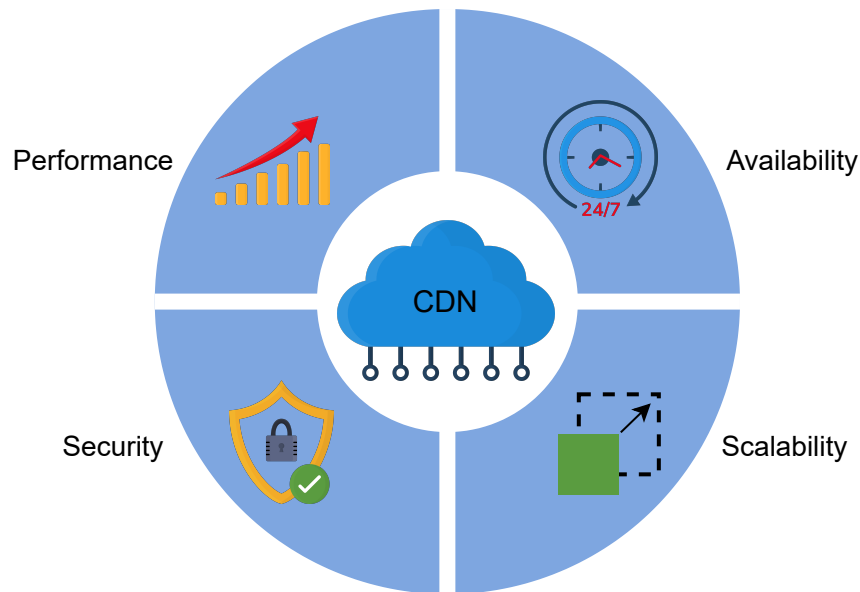 Performance
Availability
24/7
CDN
Security
Scalability